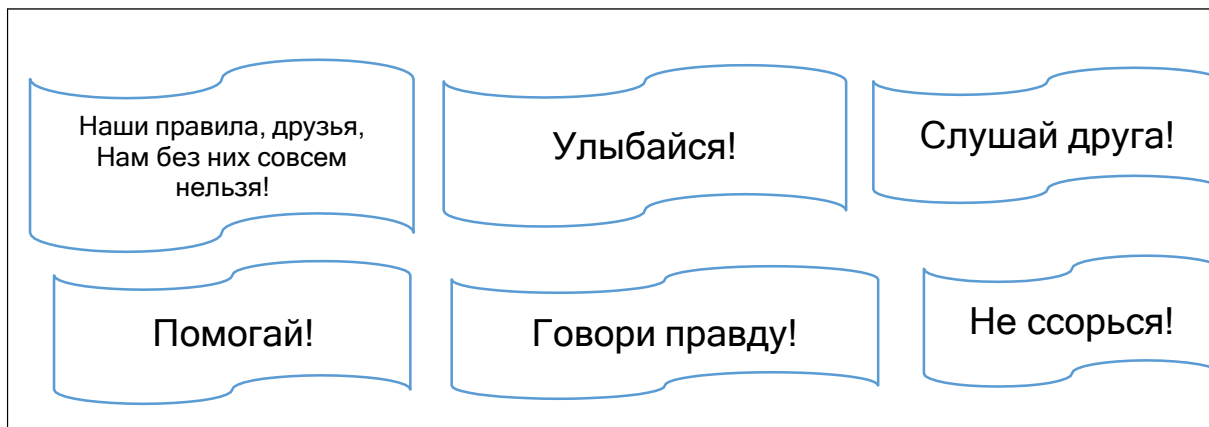 Наши правила, друзья,
Нам без них совсем
нельзя!
Улыбайся!
Слушай друга!
Помогай!
Говори правду!
Не ссорься!